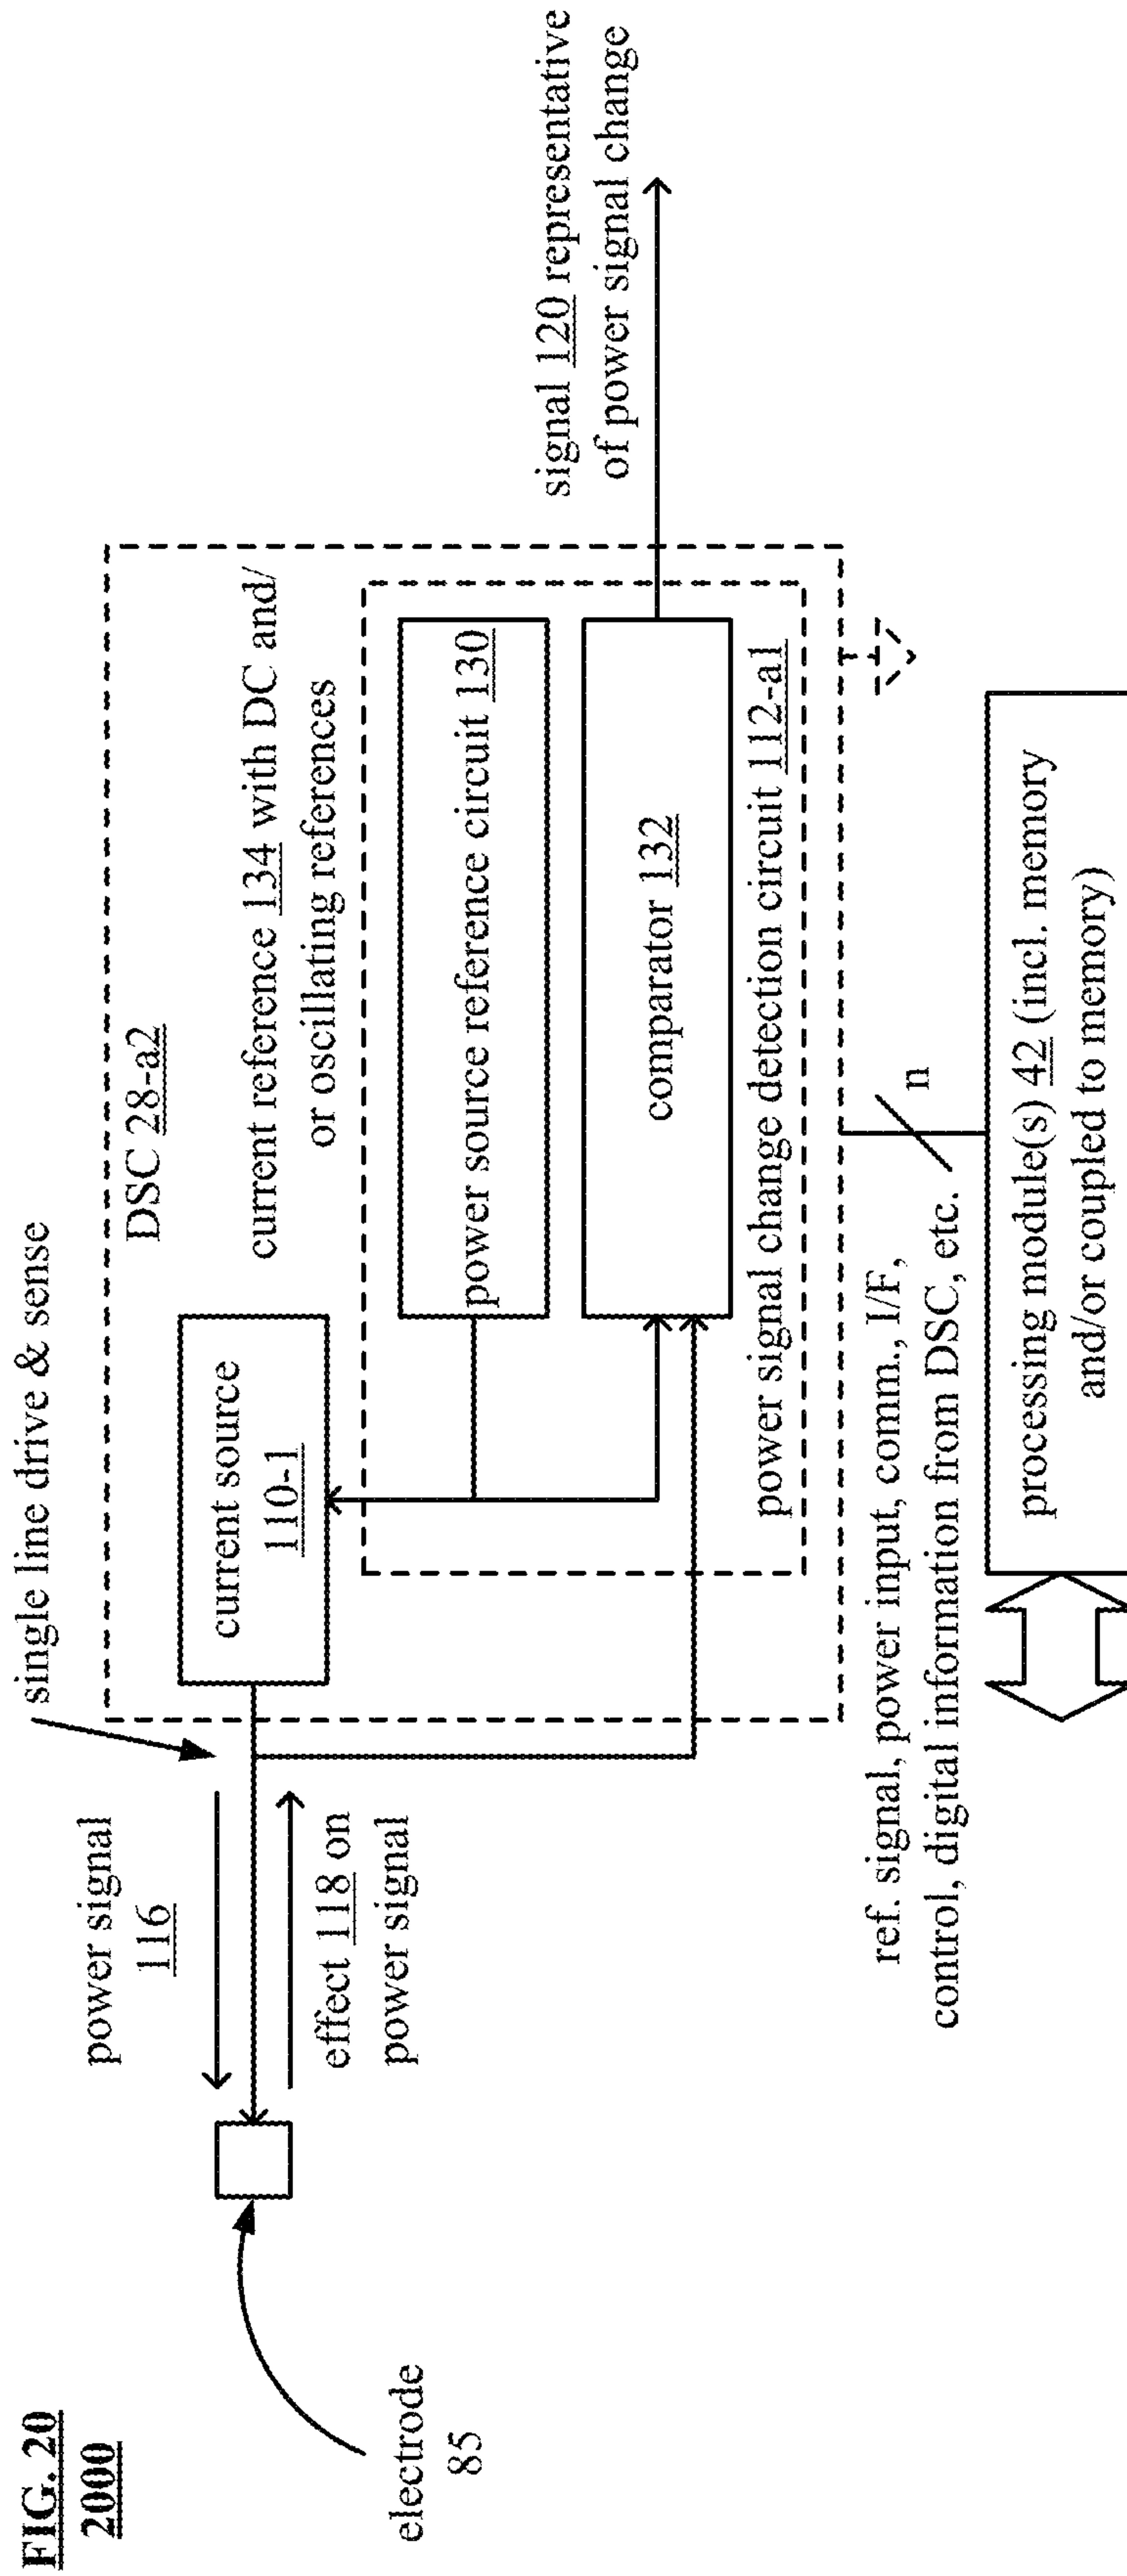 FIG. 20
2000
single line drive & sense
power signal
116
effect 118 on
power signal
electrode
85
DSC 28-a2
current source
110-1
current reference 134 with DC and/
or oscillating references
power source reference circuit 130
comparator 132
power signal change detection circuit 112-a1
signal 120 representative
of power signal change
ref. signal, power input, comm., I/F,
control, digital information from DSC, etc.
n
processing module(s) 42 (incl. memory
and/or coupled to memory)